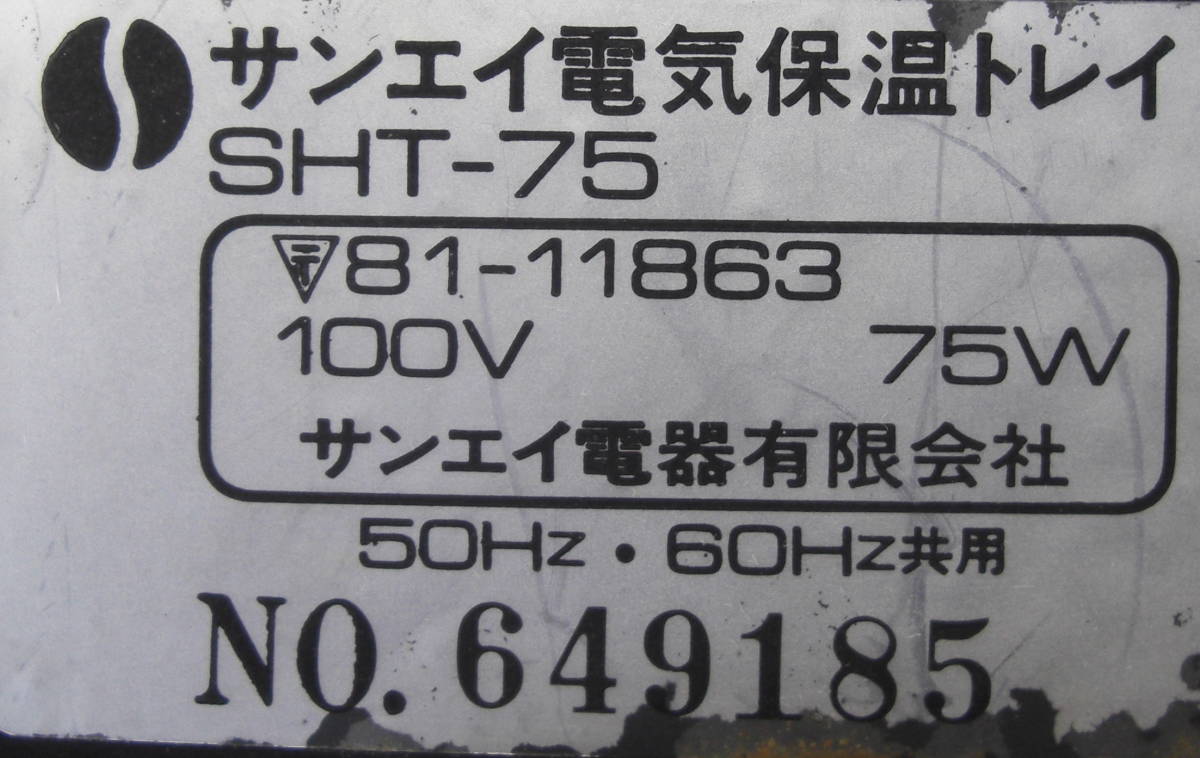 サンエイ電気保温トレイ
SHT-75
〒81-11863
100V 75W
サンエイ電器有限会社
50Hz・60Hz共用
NO.649185